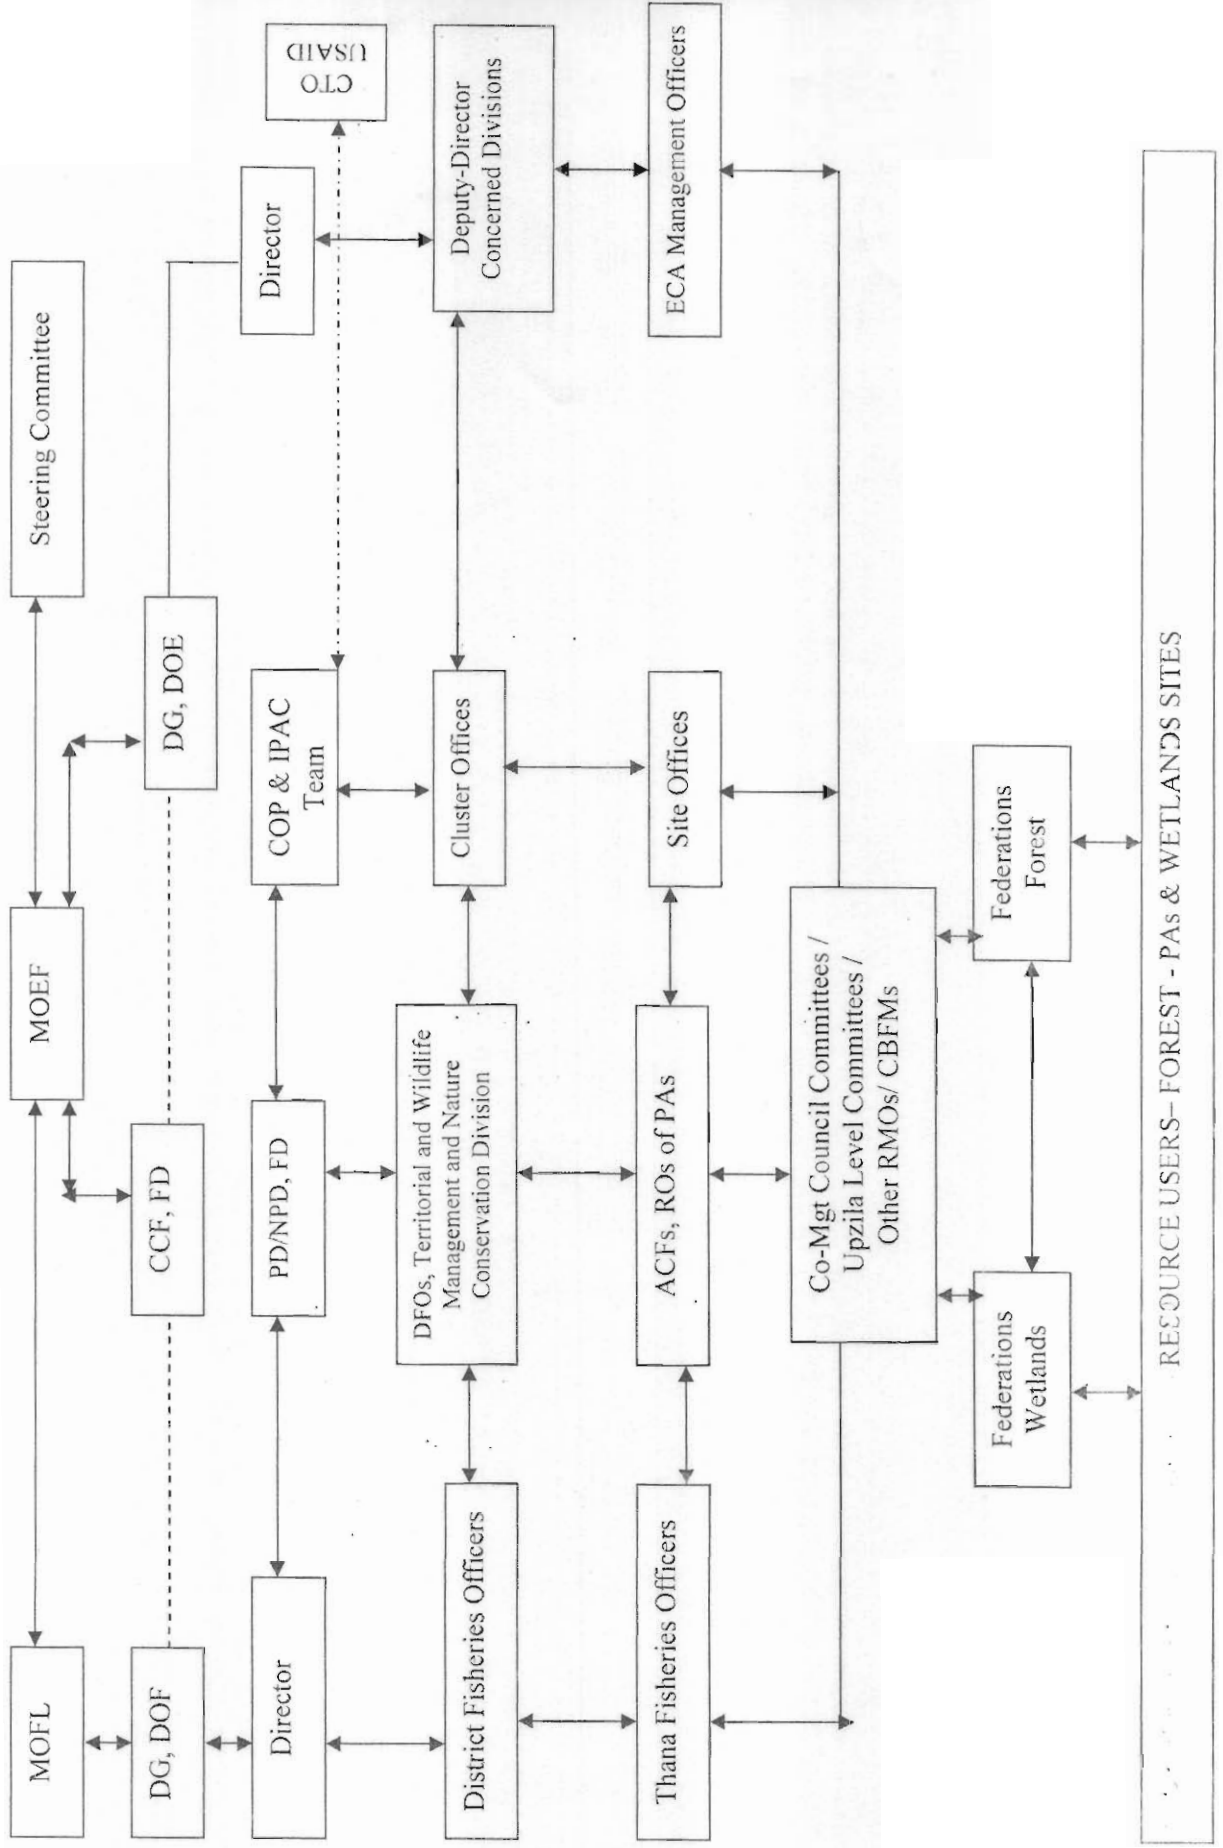 MOFL
MOEF
Steering Committee
DG, DOF
CCF, FD
DG, DOE
Director
PD/NPD, FD
COP & IPAC
Team
Director
CTO
USAID
District Fisheries Officers
DFOs, Territorial and Wildlife
Management and Nature
Conservation Division
Cluster Offices
Deputy-Director
Concerned Divisions
Thana Fisheries Officers
ACFs, ROs of PAs
Site Offices
ECA Management Officers
Co-Mgt Council Committees /
Upzila Level Committees /
Other RMOs/ CBFMs
Federations
Wetlands
Federations
Forest
RESOURCE USERS– FOREST - PAs & WETLANDS SITES